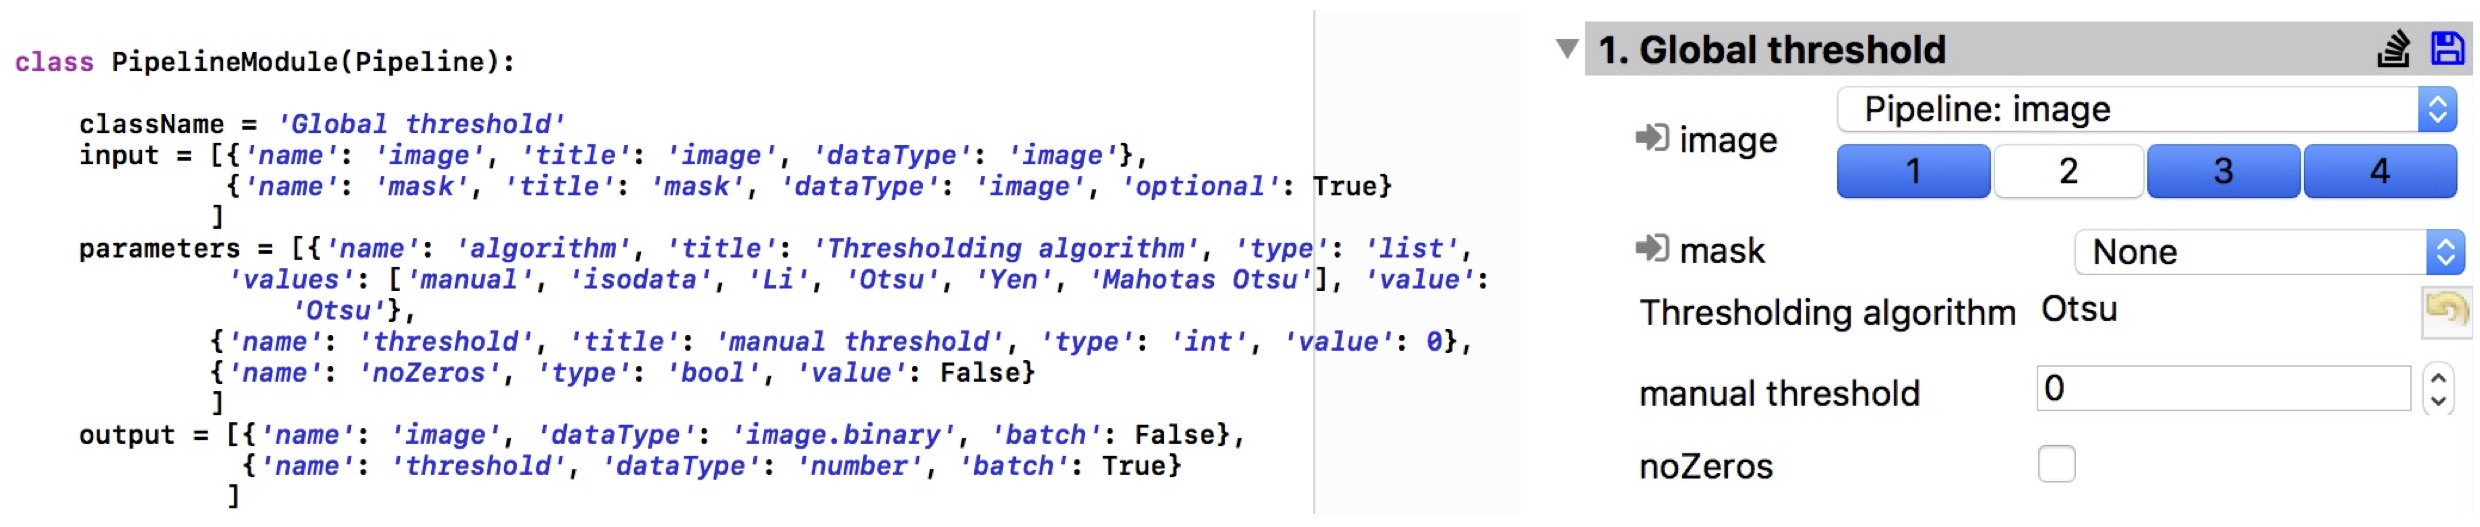 class PipelineModule(Pipeline):
className = 'Global threshold'
input = [{'name': 'image', 'title': 'image', 'dataType': 'image'},
{'name': 'mask', 'title': 'mask', 'dataType': 'image', 'optional': True}
]
parameters = [{'name': 'algorithm', 'title': 'Thresholding algorithm', 'type': 'list',
'values': ['manual', 'isodata', 'Li', 'Otsu', 'Yen', 'Mahotas Otsu'], 'value':
'Otsu'},
{'name': 'threshold', 'title': 'manual threshold', 'type': 'int', 'value': 0},
{'name': 'noZeros', 'type': 'bool', 'value': False}
]
output = [{'name': 'image', 'dataType': 'image.binary', 'batch': False},
{'name': 'threshold', 'dataType': 'number', 'batch': True}
]
1. Global threshold
image Pipeline: image
1 2 3 4
mask None
Thresholding algorithm Otsu
manual threshold 0
noZeros